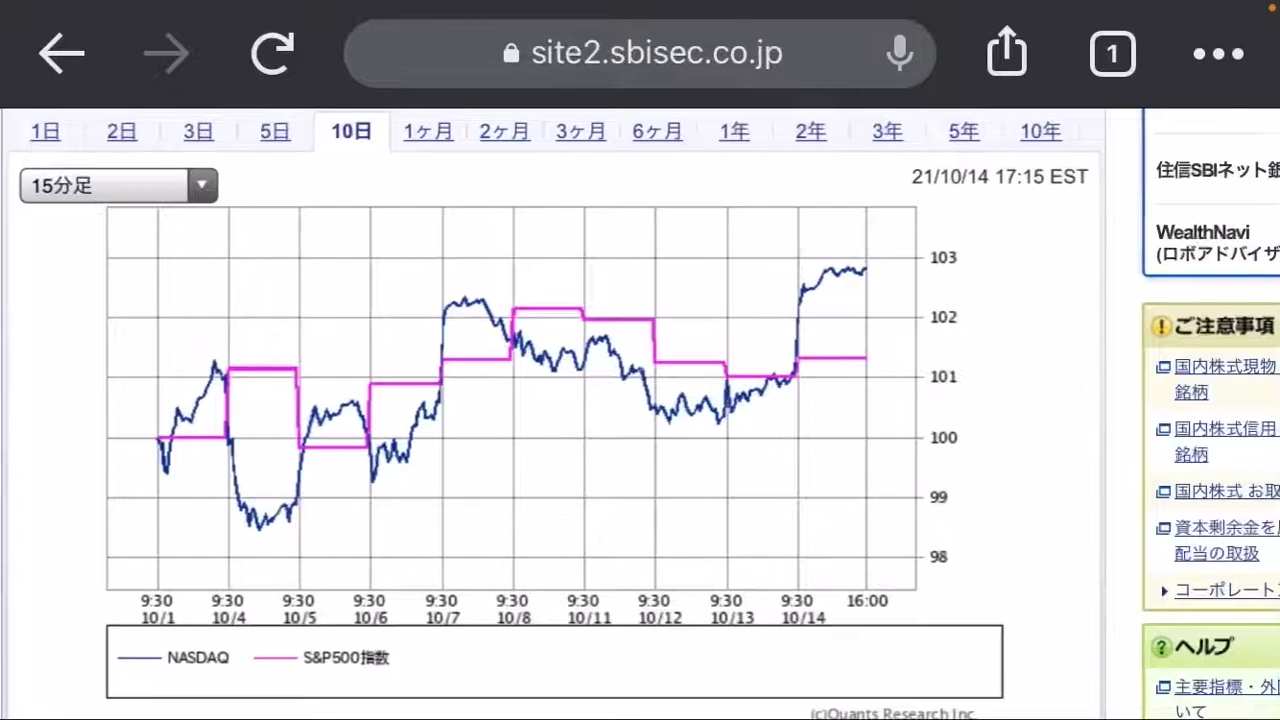 site2.sbisec.co.jp
1
1日 2日 3日 5日 10日 1ヶ月 2ヶ月 3ヶ月 6ヶ月 1年 2年 3年 5年 10年
15分足
21/10/14 17:15 EST
103
102
101
100
99
98
9:30 9:30 9:30 9:30 9:30 9:30 9:30 9:30 9:30 9:30 16:00
10/1 10/4 10/5 10/6 10/7 10/8 10/11 10/12 10/13 10/14
NASDAQ S&P500指数
(c)Quants Research Inc.
住信SBIネット銀
WealthNavi
(ロボアドバイザ
ご注意事項
国内株式現物
銘柄
国内株式信用
銘柄
国内株式 お取
資本剰余金を
配当の取扱
コーポレート
ヘルプ
主要指標・外
いて